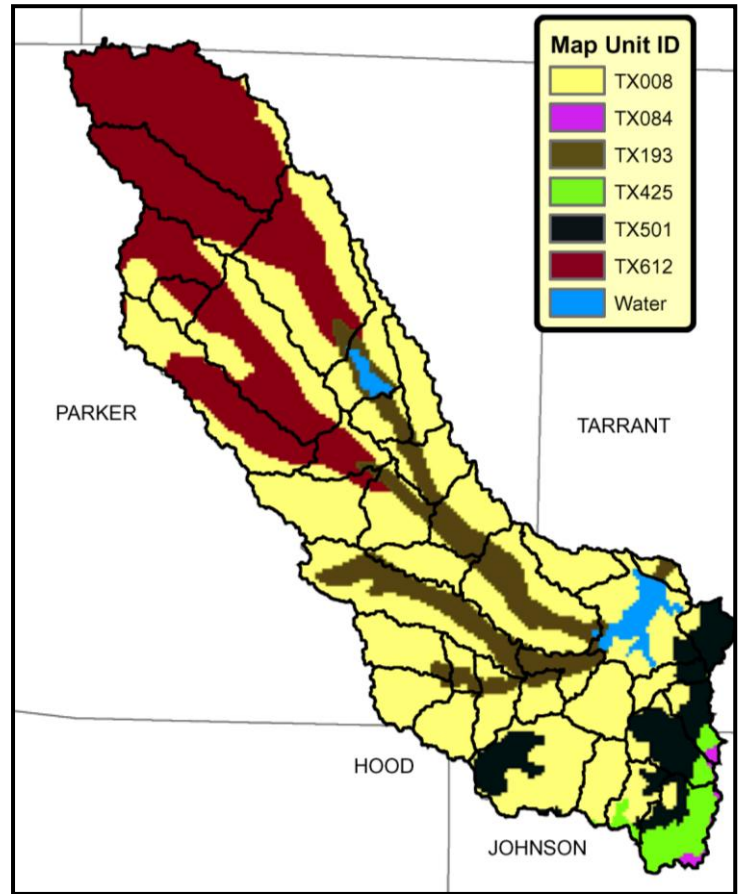 Map Unit ID
TX008
TX084
TX193
TX425
TX501
TX612
Water
PARKER
TARRANT
HOOD
JOHNSON